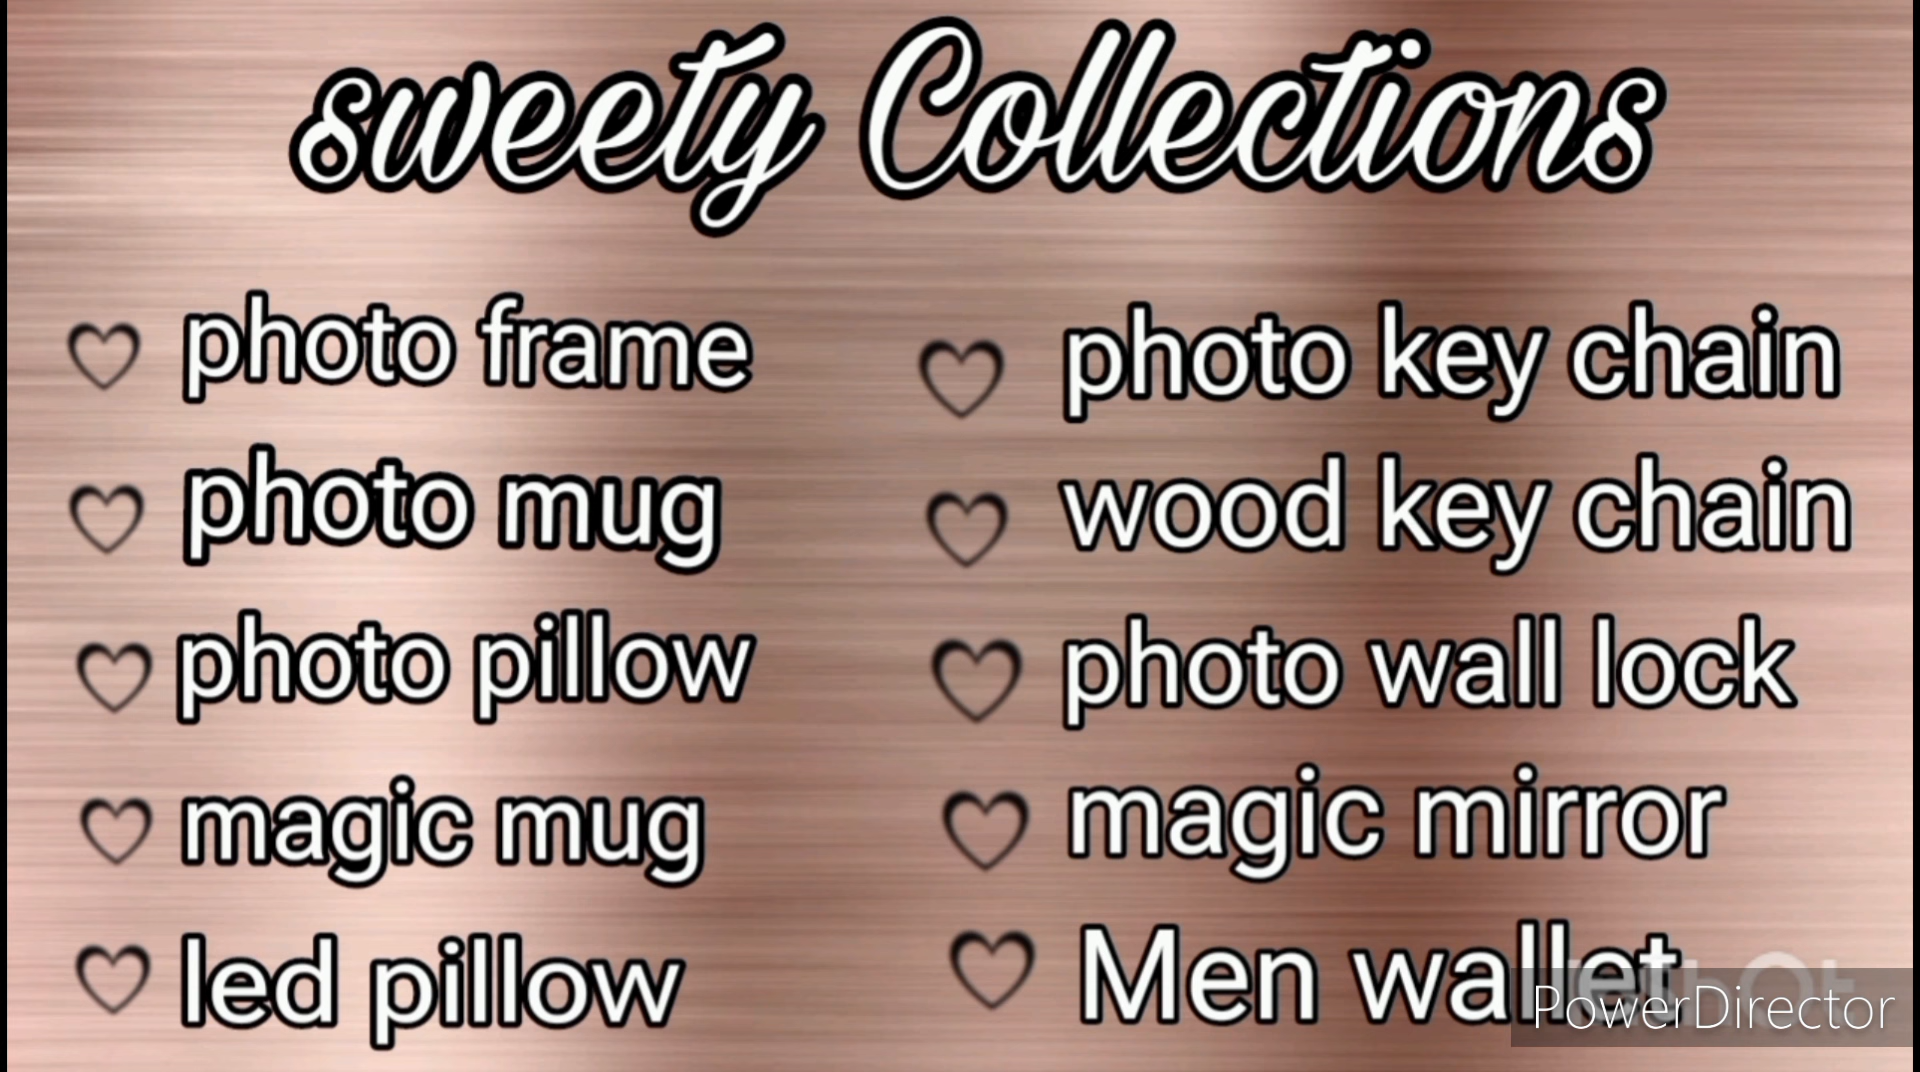 sweety Collections
photo frame
photo mug
photo pillow
magic mug
led pillow
photo key chain
wood key chain
photo wall lock
magic mirror
Men wallet
PowerDirector